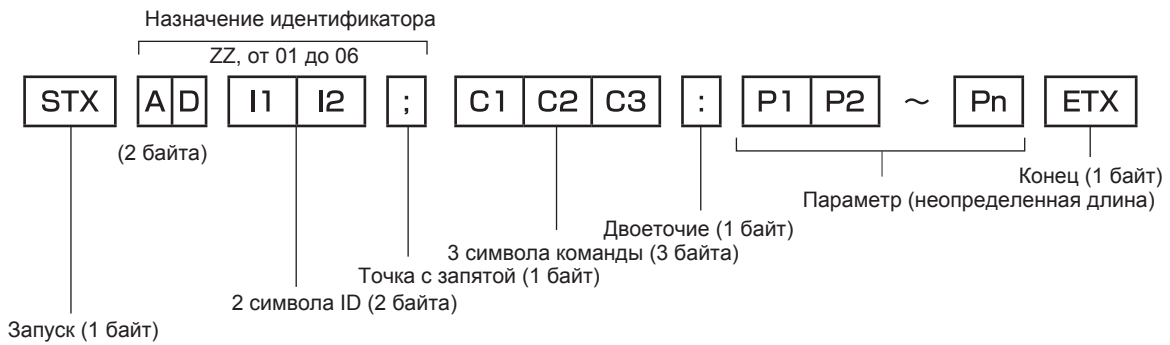 Назначение идентификатора
ZZ, от 01 до 06
STX A D I1 I2 ; C1 C2 C3 : P1 P2 ～ Pn ETX
(2 байта)
Конец (1 байт)
Параметр (неопределенная длина)
Двоеточие (1 байт)
3 символа команды (3 байта)
Точка с запятой (1 байт)
2 символа ID (2 байта)
Запуск (1 байт)